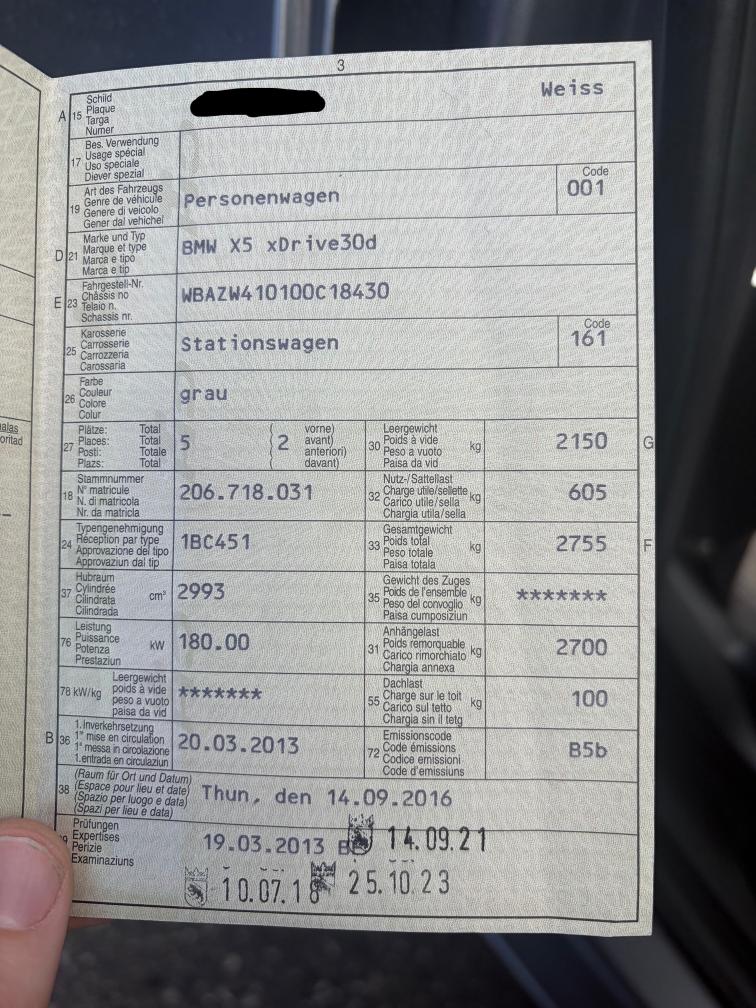 3
A 15 Schild
Plaque
Targa
Numer
Weiss
17 Bes. Verwendung
Usage spécial
Uso speciale
Diever spezial
19 Art des Fahrzeugs
Genre de véhicule
Genere di veicolo
Gener dal vehichel
Personenwagen
Code
001
D 21 Marke und Typ
Marque et type
Marca e tipo
Marca e tip
BMW X5 xDrive30d
E 23 Fahrgestell-Nr.
Châssis no
Telaio n.
Schassis nr.
WBAZW410100C18430
25 Karosserie
Carrosserie
Carrozzeria
Carossaria
Stationswagen
Code
161
26 Farbe
Couleur
Colore
Colur
grau
27 Plätze: Total
Places: Total
Posti: Totale
Plazs: Total
5
( 2 vorne)
( avant)
( anteriori)
( davant)
30 Leergewicht
Poids à vide
Peso a vuoto
Paisa da vid
kg
2150
G
18 Stammnummer
N° matricule
N. di matricola
Nr. da matricla
206.718.031
32 Nutz-/Sattellast
Charge utile/sellette
Carico utile/sella
Chargia utila/sella
kg
605
24 Typengenehmigung
Réception par type
Approvazione del tipo
Approvaziun dal tip
1BC451
33 Gesamtgewicht
Poids total
Peso totale
Paisa totala
kg
2755
F
37 Hubraum
Cylindrée
Cilindrata
Cilindrada
cm³
2993
35 Gewicht des Zuges
Poids de l'ensemble
Peso del convoglio
Paisa cumposiziun
kg
*******
76 Leistung
Puissance
Potenza
Prestaziun
kW
180.00
31 Anhängelast
Poids remorquable
Carico rimorchiato
Chargia annexa
kg
2700
78 kW/kg Leergewicht
poids à vide
peso a vuoto
paisa da vid
*******
55 Dachlast
Charge sur le toit
Carico sul tetto
Chargia sin il tetg
kg
100
B 36 1. Inverkehrsetzung
1re mise en circulation
1a messa in circolazione
1. entrada en circulaziun
20.03.2013
72 Emissionscode
Code émissions
Codice emissioni
Code d'emissiuns
B5b
38 (Raum für Ort und Datum)
(Espace pour lieu et date)
(Spazio per luogo e data)
(Spazi per lieu e data)
Thun, den 14.09.2016
Prüfungen
Expertises
Perizie
Examinaziuns
19.03.2013 BE
14.09.21
10.07.18
25.10.23